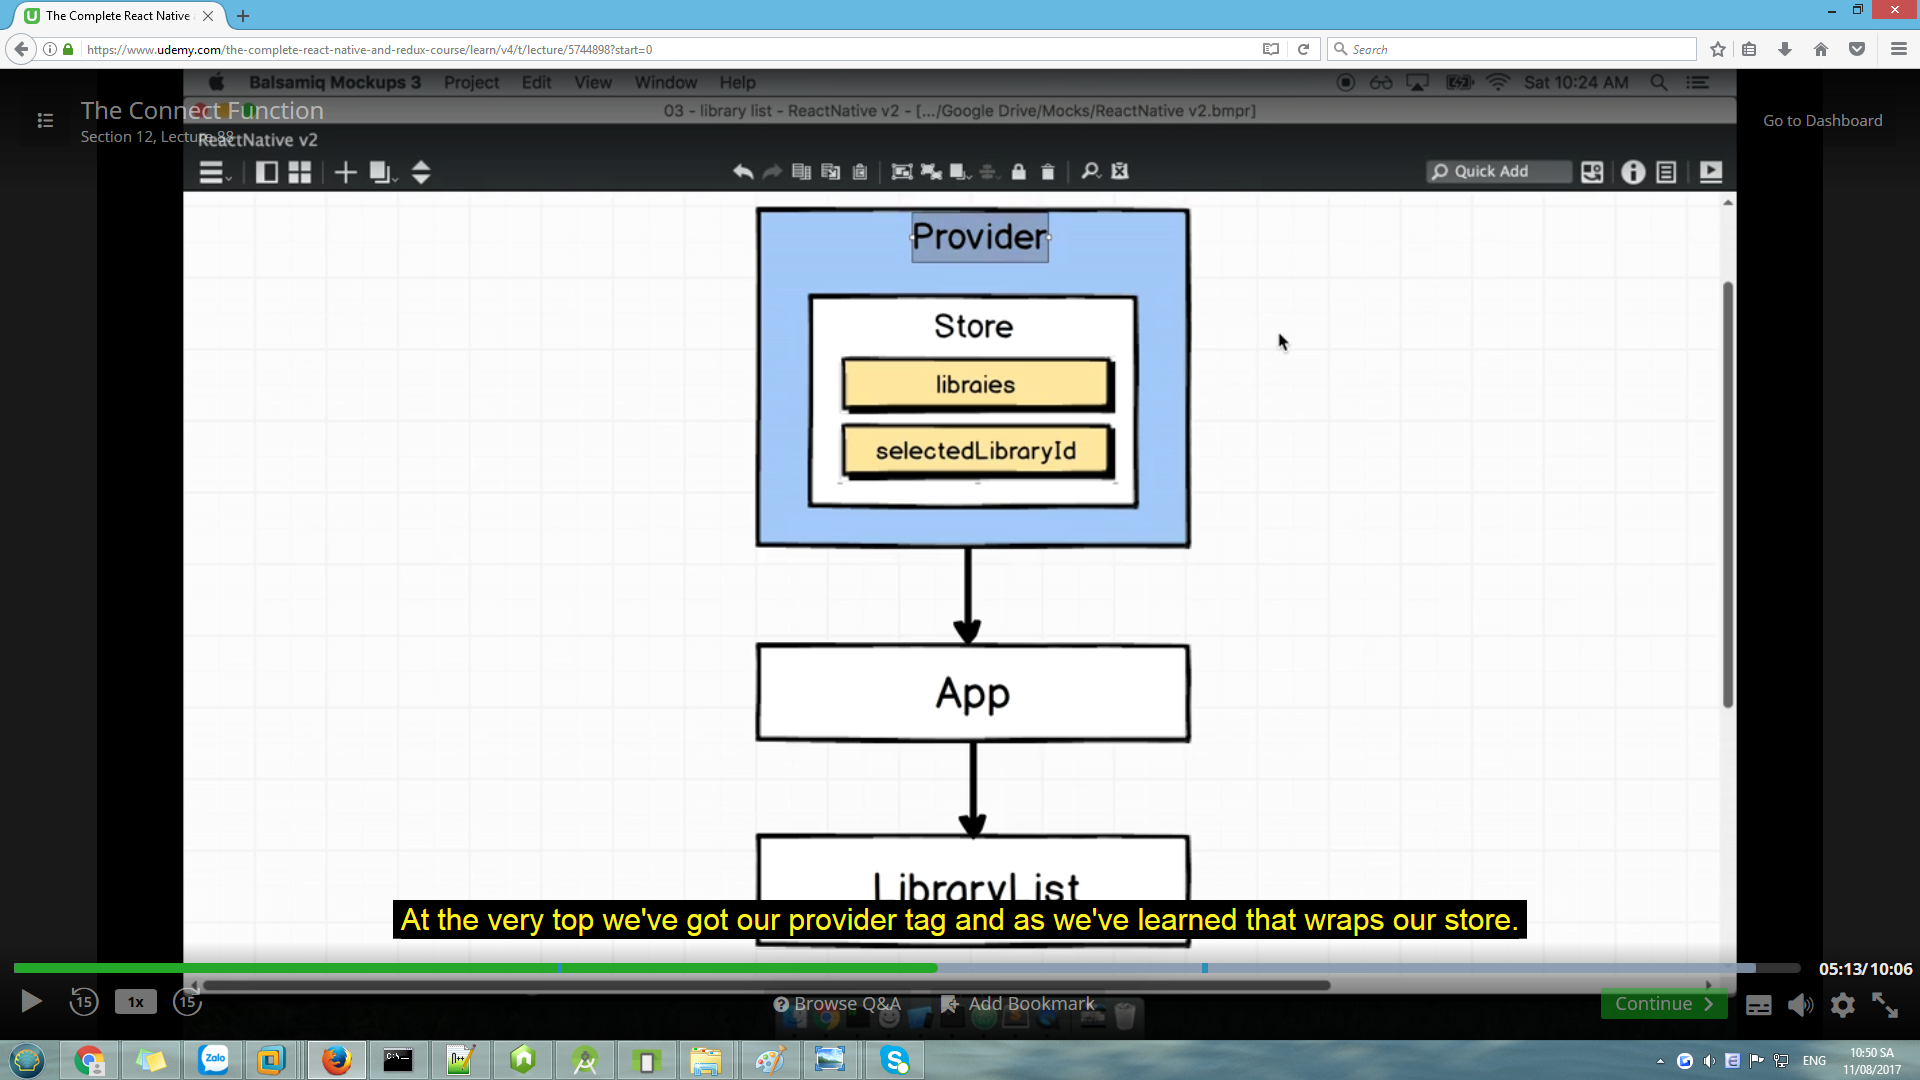 The Complete React Native
https://www.udemy.com/the-complete-react-native-and-redux-course/learn/v4/t/lecture/5744898?start=0
Search
Balsamiq Mockups 3 Project Edit View Window Help
Sat 10:24 AM
The Connect Function
03 - library list - ReactNative v2 - [.../Google Drive/Mocks/ReactNative v2.bmpr]
Section 12, Lecture 88
Go to Dashboard
ReactNative v2
Quick Add
Provider
Store
libraies
selectedLibraryId
App
LibraryList
At the very top we've got our provider tag and as we've learned that wraps our store.
05:13/10:06
15
1x
15
Browse Q&A
Add Bookmark
Continue
Zalo
C:\
ENG
10:50 SA
11/08/2017